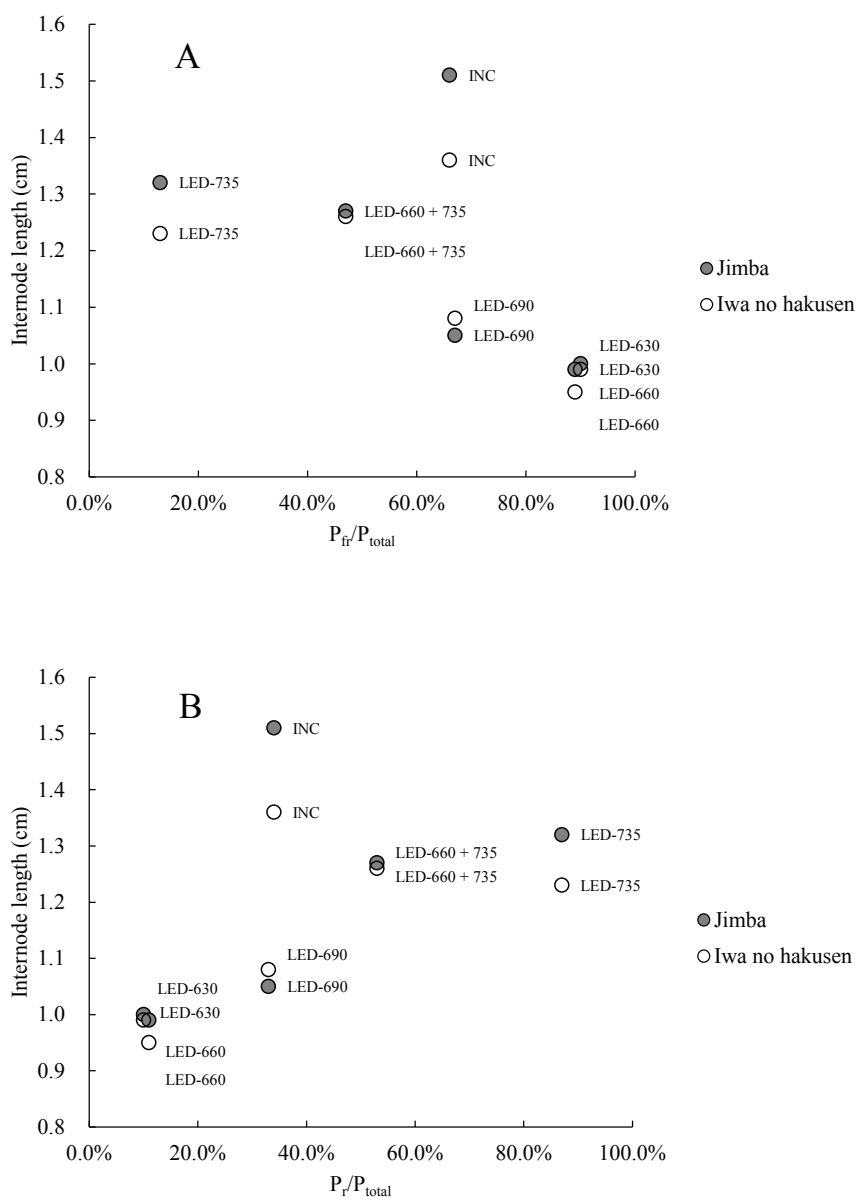 A
1.6
1.5
1.4
1.3
1.2
1.1
1.0
0.9
0.8
Internode length (cm)
INC
INC
LED-735
LED-735
LED-660 + 735
LED-660 + 735
LED-690
LED-690
LED-630
LED-630
LED-660
LED-660
Jimba
Iwa no hakusen
0.0% 20.0% 40.0% 60.0% 80.0% 100.0%
Pfr/Ptotal
B
1.6
1.5
1.4
1.3
1.2
1.1
1.0
0.9
0.8
Internode length (cm)
INC
INC
LED-660 + 735
LED-660 + 735
LED-735
LED-735
LED-690
LED-690
LED-630
LED-630
LED-660
LED-660
Jimba
Iwa no hakusen
0.0% 20.0% 40.0% 60.0% 80.0% 100.0%
Pr/Ptotal